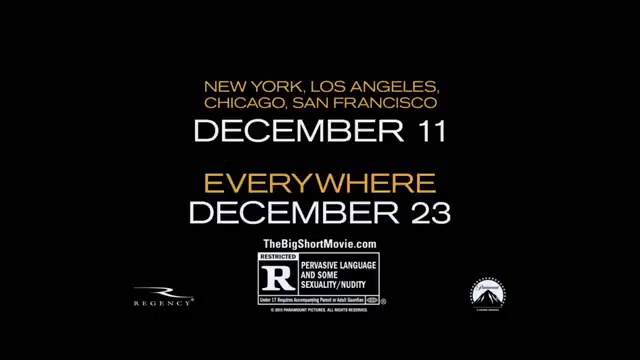 NEW YORK, LOS ANGELES,
CHICAGO, SAN FRANCISCO
DECEMBER 11
EVERYWHERE
DECEMBER 23
TheBigShortMovie.com
RESTRICTED
R
PERVASIVE LANGUAGE
AND SOME
SEXUALITY/NUDITY
Under 17 Requires Accompanying Parent or Adult Guardian
®
© 2015 PARAMOUNT PICTURES. ALL RIGHTS RESERVED.
REGENCY
Paramount